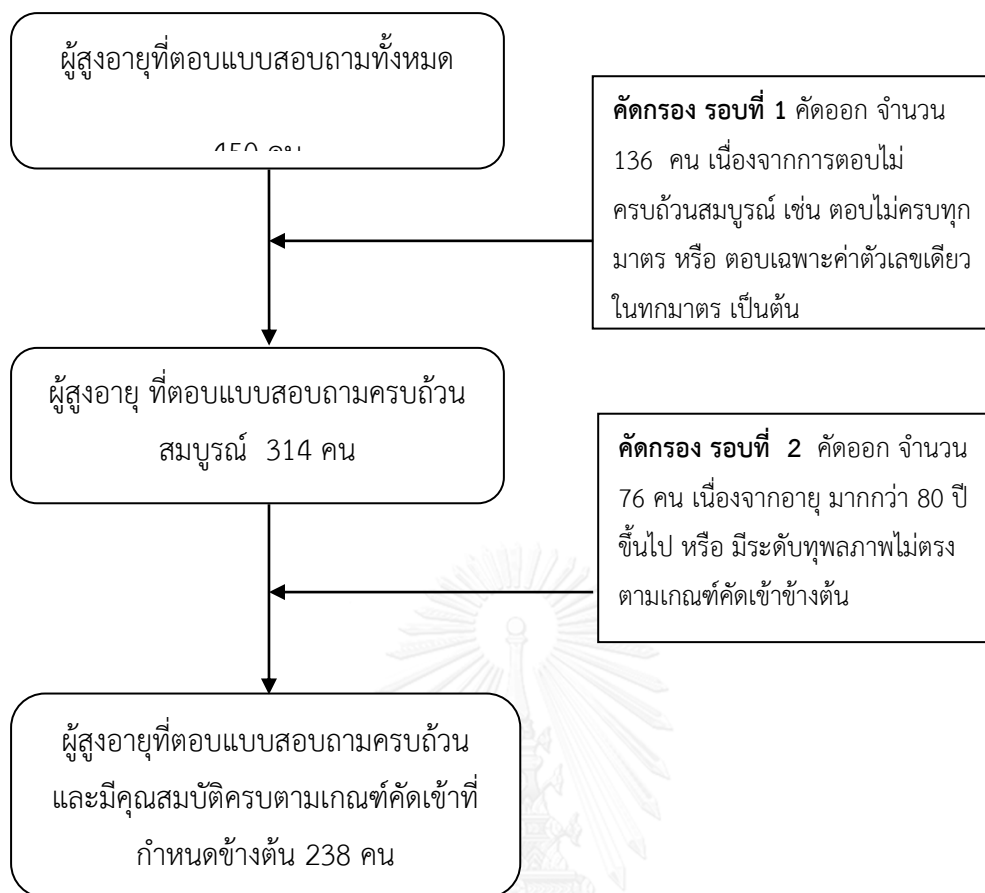 ผู้สูงอายุที่ตอบแบบสอบถามทั้งหมด
450 คน
คัดกรอง รอบที่ 1 คัดออก จำนวน
136 คน เนื่องจากการตอบไม่
ครบถ้วนสมบูรณ์ เช่น ตอบไม่ครบทุก
มาตร หรือ ตอบเฉพาะค่าตัวเลขเดียว
ในทุกมาตร เป็นต้น
ผู้สูงอายุ ที่ตอบแบบสอบถามครบถ้วน
สมบูรณ์ 314 คน
คัดกรอง รอบที่ 2 คัดออก จำนวน
76 คน เนื่องจากอายุ มากกว่า 80 ปี
ขึ้นไป หรือ มีระดับทุพลภาพไม่ตรง
ตามเกณฑ์คัดเข้าข้างต้น
ผู้สูงอายุที่ตอบแบบสอบถามครบถ้วน
และมีคุณสมบัติครบตามเกณฑ์คัดเข้าที่
กำหนดข้างต้น 238 คน